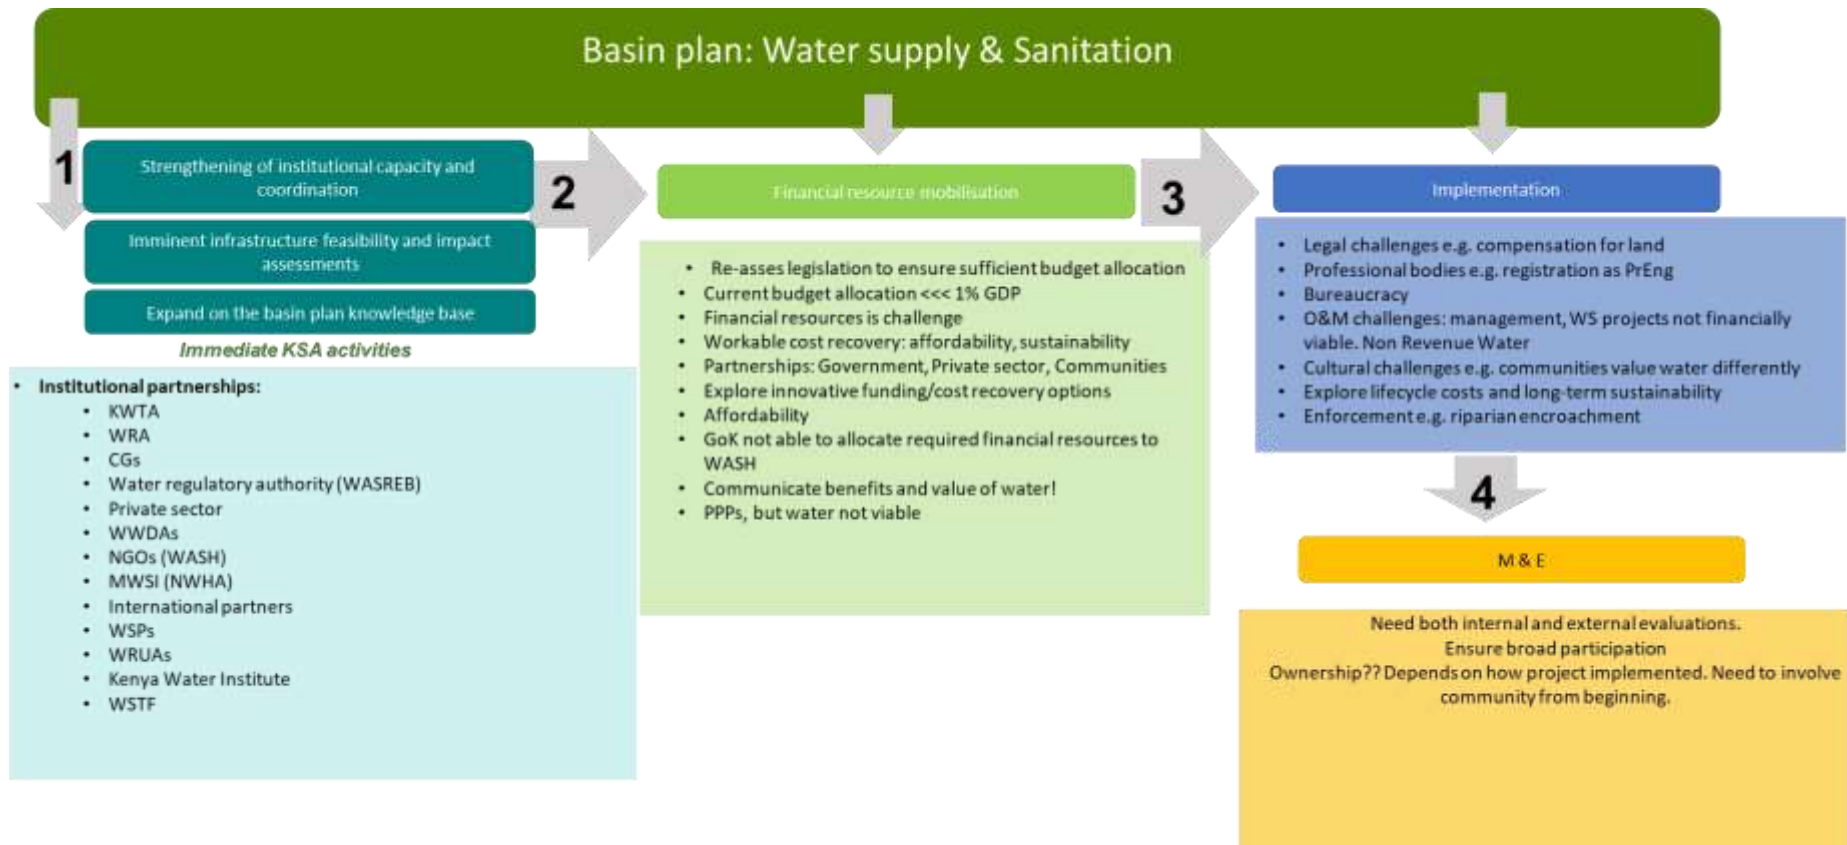 Basin plan: Water supply & Sanitation
1
Strengthening of institutional capacity and
coordination
Imminent infrastructure feasibility and impact
assessments
Expand on the basin plan knowledge base
Immediate KSA activities
• Institutional partnerships:
• KWTA
• WRA
• CGs
• Water regulatory authority (WASREB)
• Private sector
• WWDAs
• NGOs (WASH)
• MWSI (NWHA)
• International partners
• WSPs
• WRUAs
• Kenya Water Institute
• WSTF
2
Financial resource mobilisation
• Re-asses legislation to ensure sufficient budget allocation
• Current budget allocation <<< 1% GDP
• Financial resources is challenge
• Workable cost recovery: affordability, sustainability
• Partnerships: Government, Private sector, Communities
• Explore innovative funding/cost recovery options
• Affordability
• GoK not able to allocate required financial resources to
WASH
• Communicate benefits and value of water!
• PPPs, but water not viable
3
Implementation
• Legal challenges e.g. compensation for land
• Professional bodies e.g. registration as PrEng
• Bureaucracy
• O&M challenges: management, WS projects not financially
viable. Non Revenue Water
• Cultural challenges e.g. communities value water differently
• Explore lifecycle costs and long-term sustainability
• Enforcement e.g. riparian encroachment
4
M & E
Need both internal and external evaluations.
Ensure broad participation
Ownership?? Depends on how project implemented. Need to involve
community from beginning.